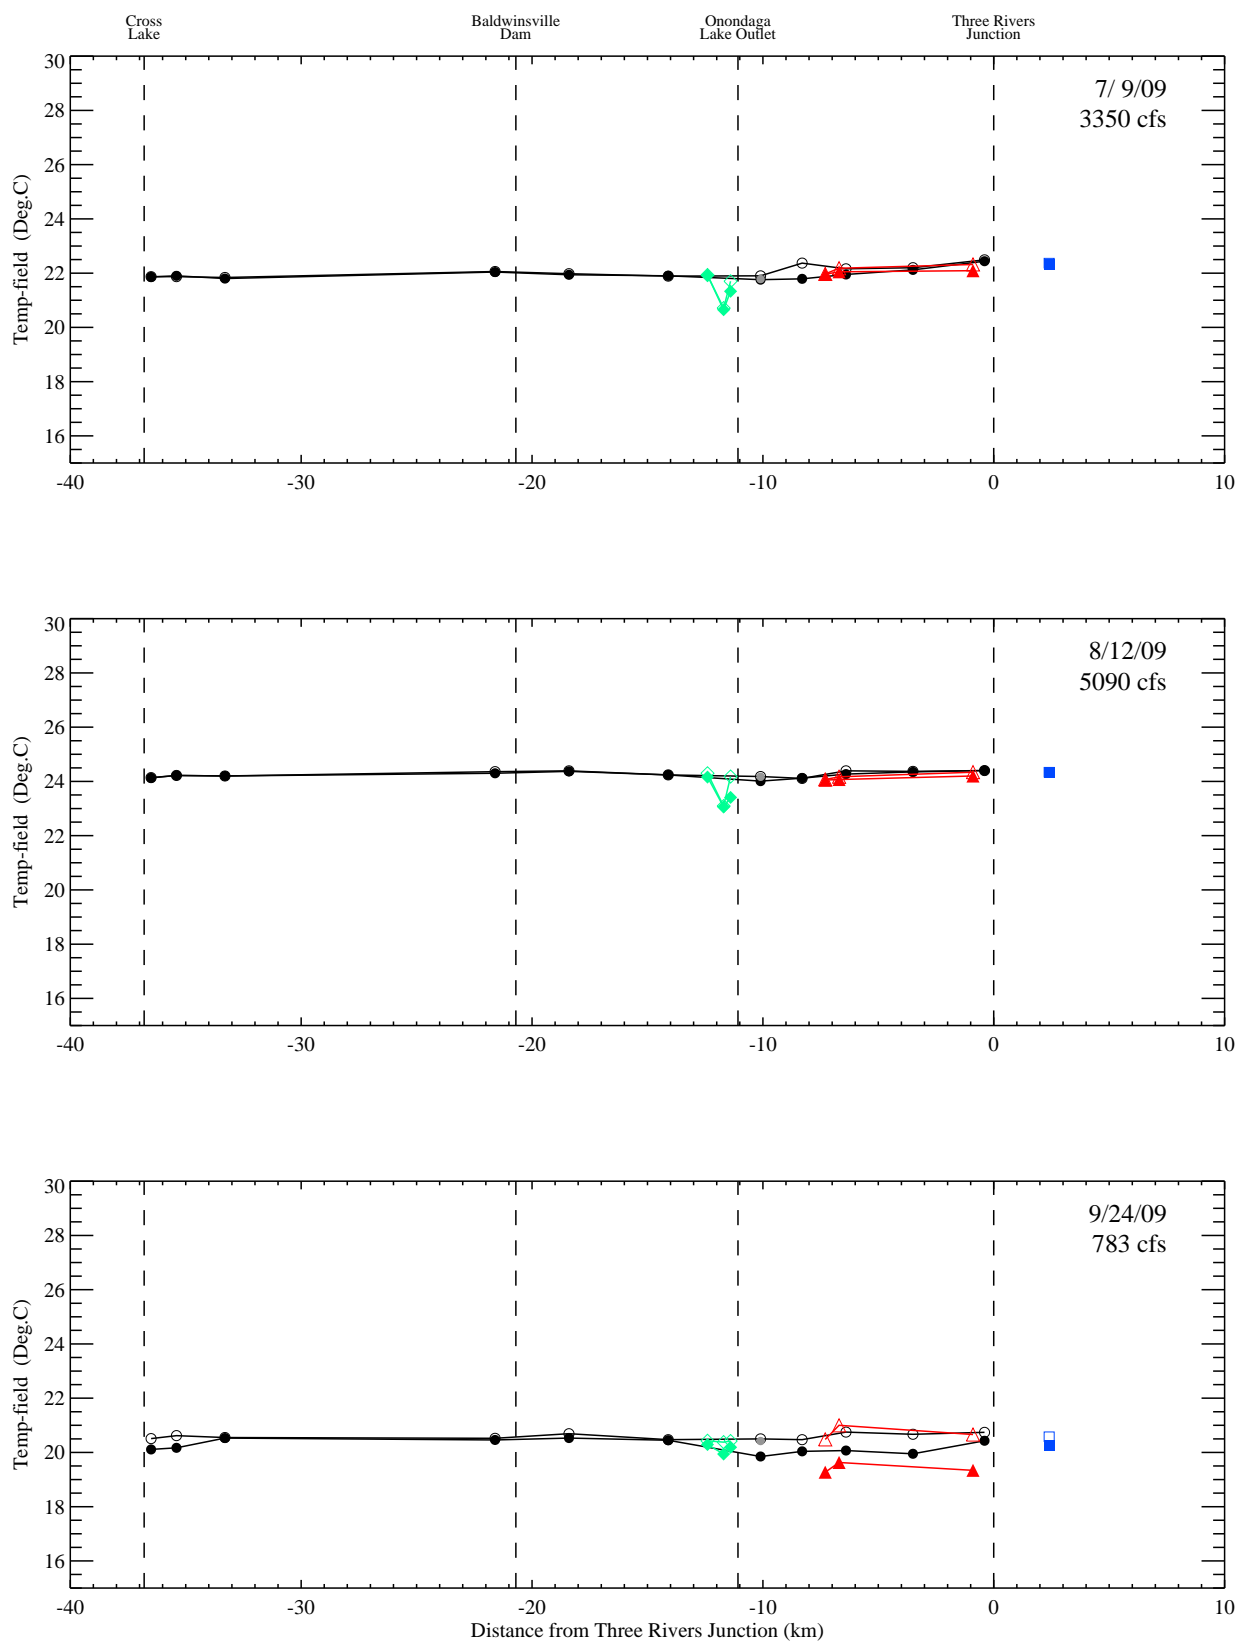 Cross
Lake
Baldwinsville
Dam
Onondaga
Lake Outlet
Three Rivers
Junction
30
28
26
24
22
20
18
16
Temp-field (Deg.C)
7/ 9/09
3350 cfs
-40 -30 -20 -10 0 10
30
28
26
24
22
20
18
16
Temp-field (Deg.C)
8/12/09
5090 cfs
-40 -30 -20 -10 0 10
30
28
26
24
22
20
18
16
Temp-field (Deg.C)
9/24/09
783 cfs
-40 -30 -20 -10 0 10
Distance from Three Rivers Junction (km)